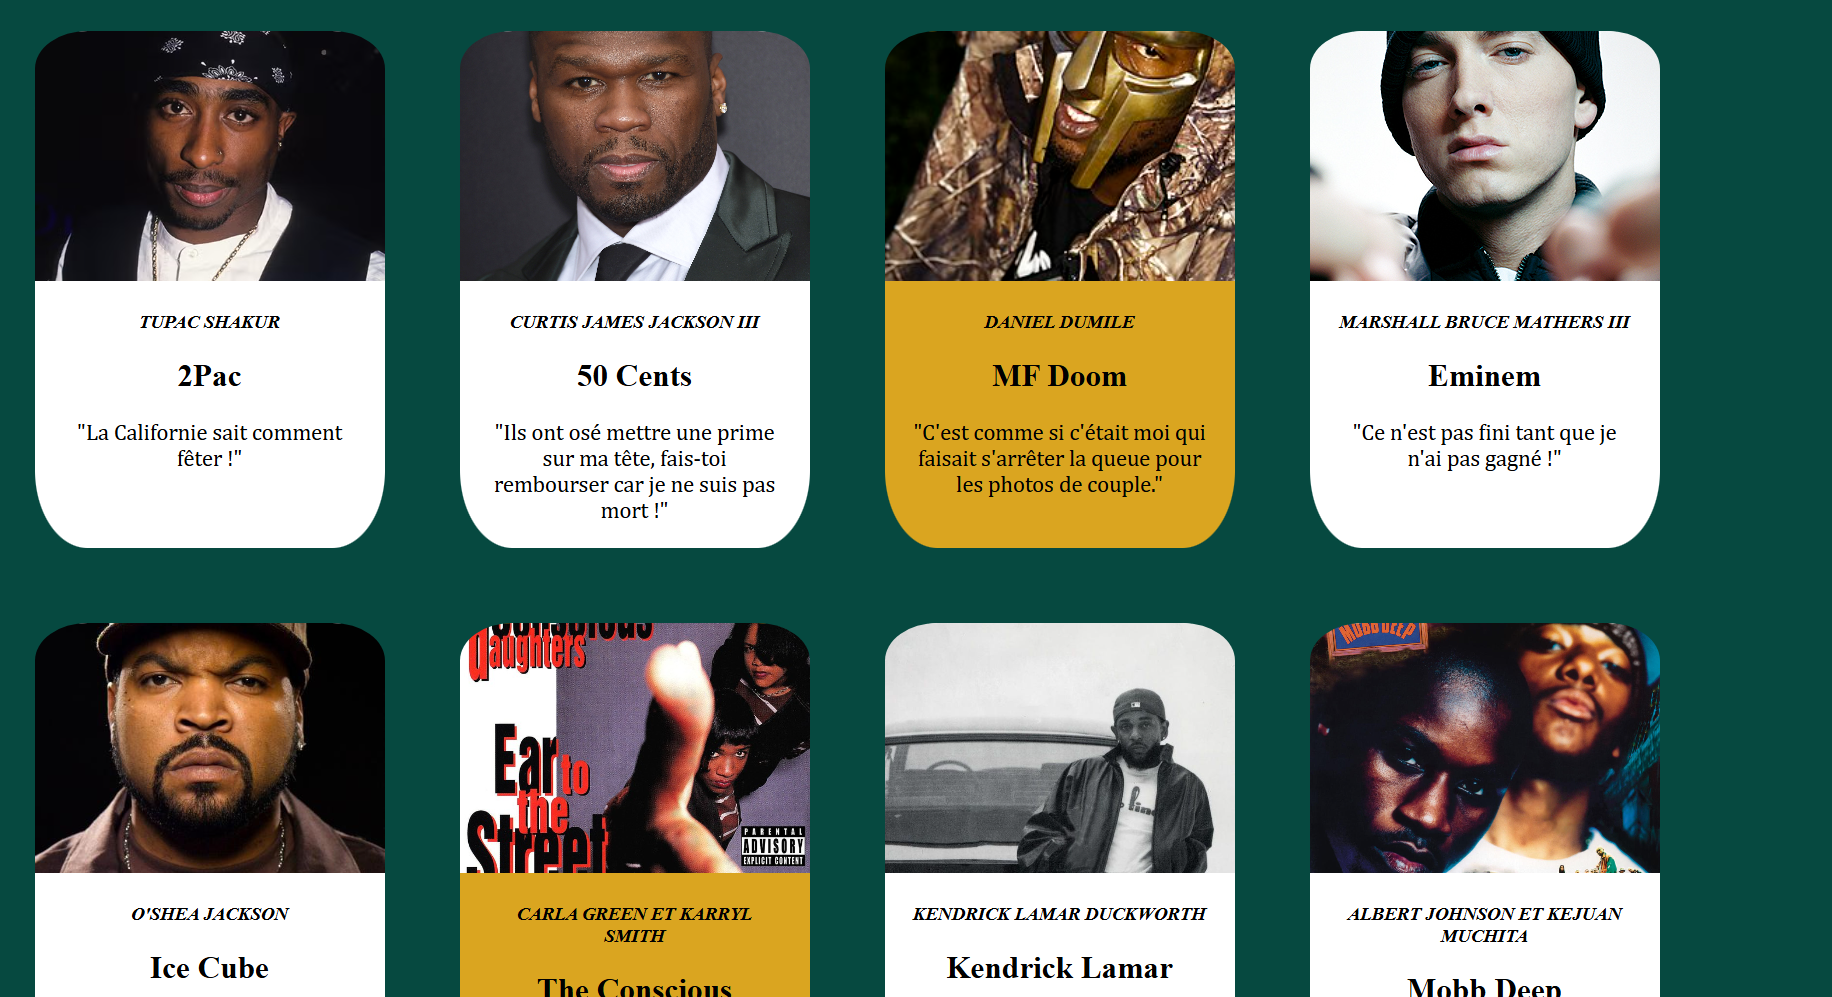 TUPAC SHAKUR
2Pac
"La Californie sait comment
fêter !"
CURTIS JAMES JACKSON III
50 Cents
"Ils ont osé mettre une prime
sur ma tête, fais-toi
rembourser car je ne suis pas
mort !"
DANIEL DUMILE
MF Doom
"C'est comme si c'était moi qui
faisait s'arrêter la queue pour
les photos de couple."
MARSHALL BRUCE MATHERS III
Eminem
"Ce n'est pas fini tant que je
n'ai pas gagné !"
O'SHEA JACKSON
Ice Cube
Conscious
daughters
Ear to
the
Street
PARENTAL
ADVISORY
EXPLICIT CONTENT
CARLA GREEN ET KARRYL
SMITH
The Conscious
KENDRICK LAMAR DUCKWORTH
Kendrick Lamar
MOBB DEEP
ALBERT JOHNSON ET KEJUAN
MUCHITA
Mobb Deep